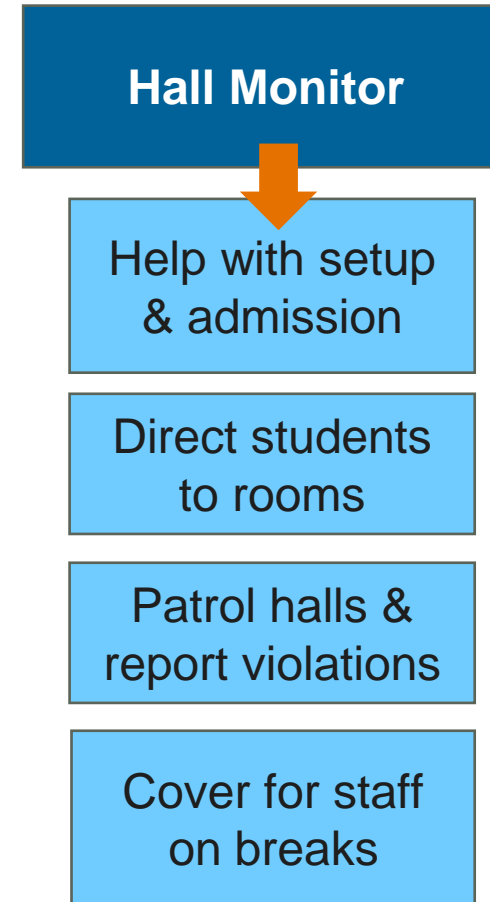 Hall Monitor
Help with setup
& admission
Direct students
to rooms
Patrol halls &
report violations
Cover for staff
on breaks